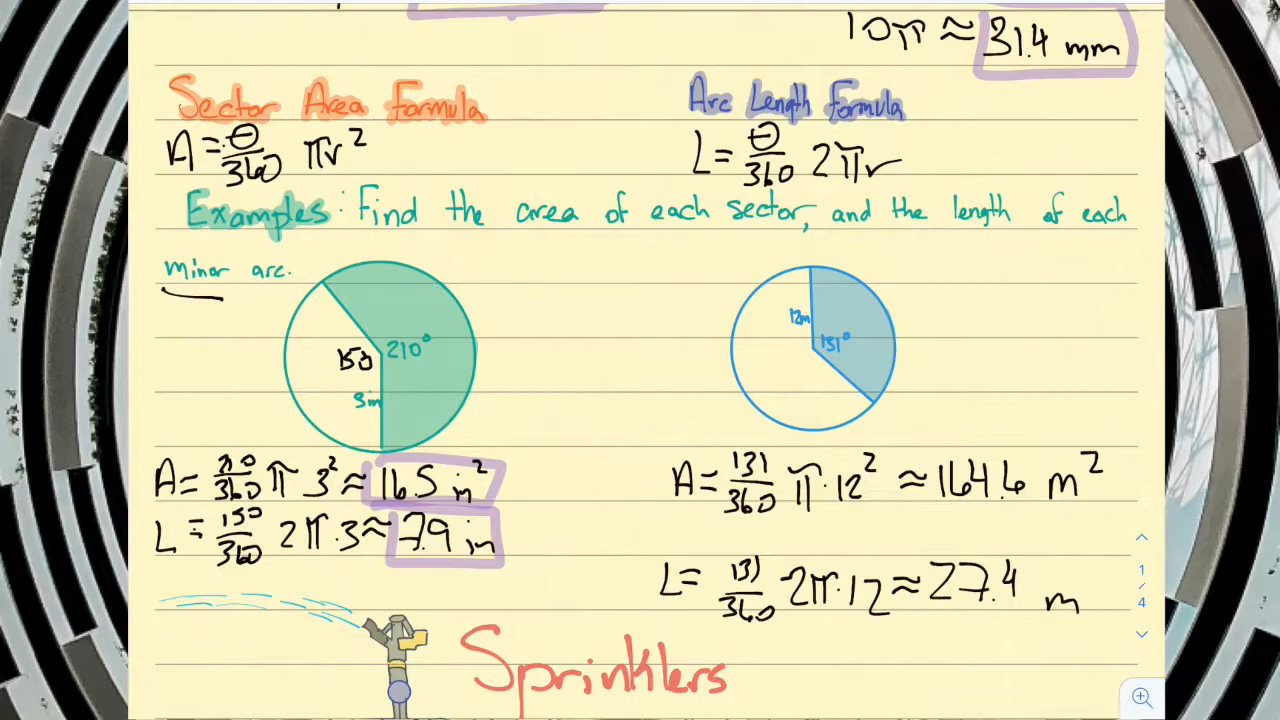 10π ≈ 31.4 mm
Sector Area Formula
Arc Length Formula
A = θ/360 πr²
L = θ/360 2πr
Examples: Find the area of each sector, and the length of each
minor arc.
12m
131°
150 210°
3in
A = 210/360 π 3² ≈ 16.5 in²
A = 131/360 π·12² ≈ 164.6 m²
L = 150/360 2π·3 ≈ 7.9 in
L = 131/360 2π·12 ≈ 27.4 m
1
/
4
Sprinklers